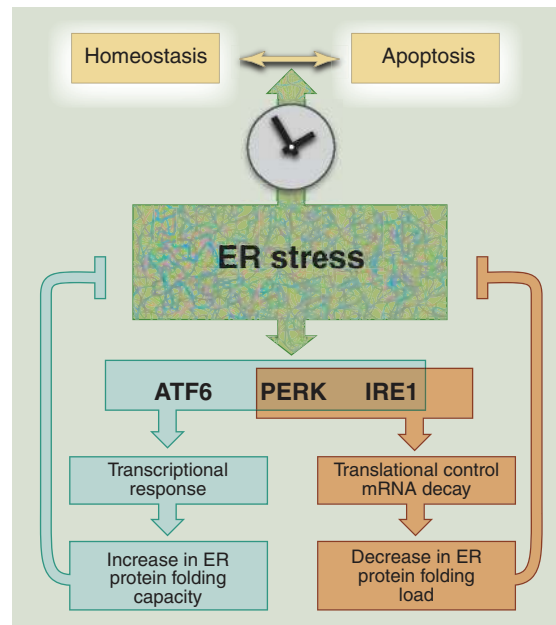 Homeostasis
Apoptosis
ER stress
ATF6 PERK IRE1
Transcriptional
response
Translational control
mRNA decay
Increase in ER
protein folding
capacity
Decrease in ER
protein folding
load